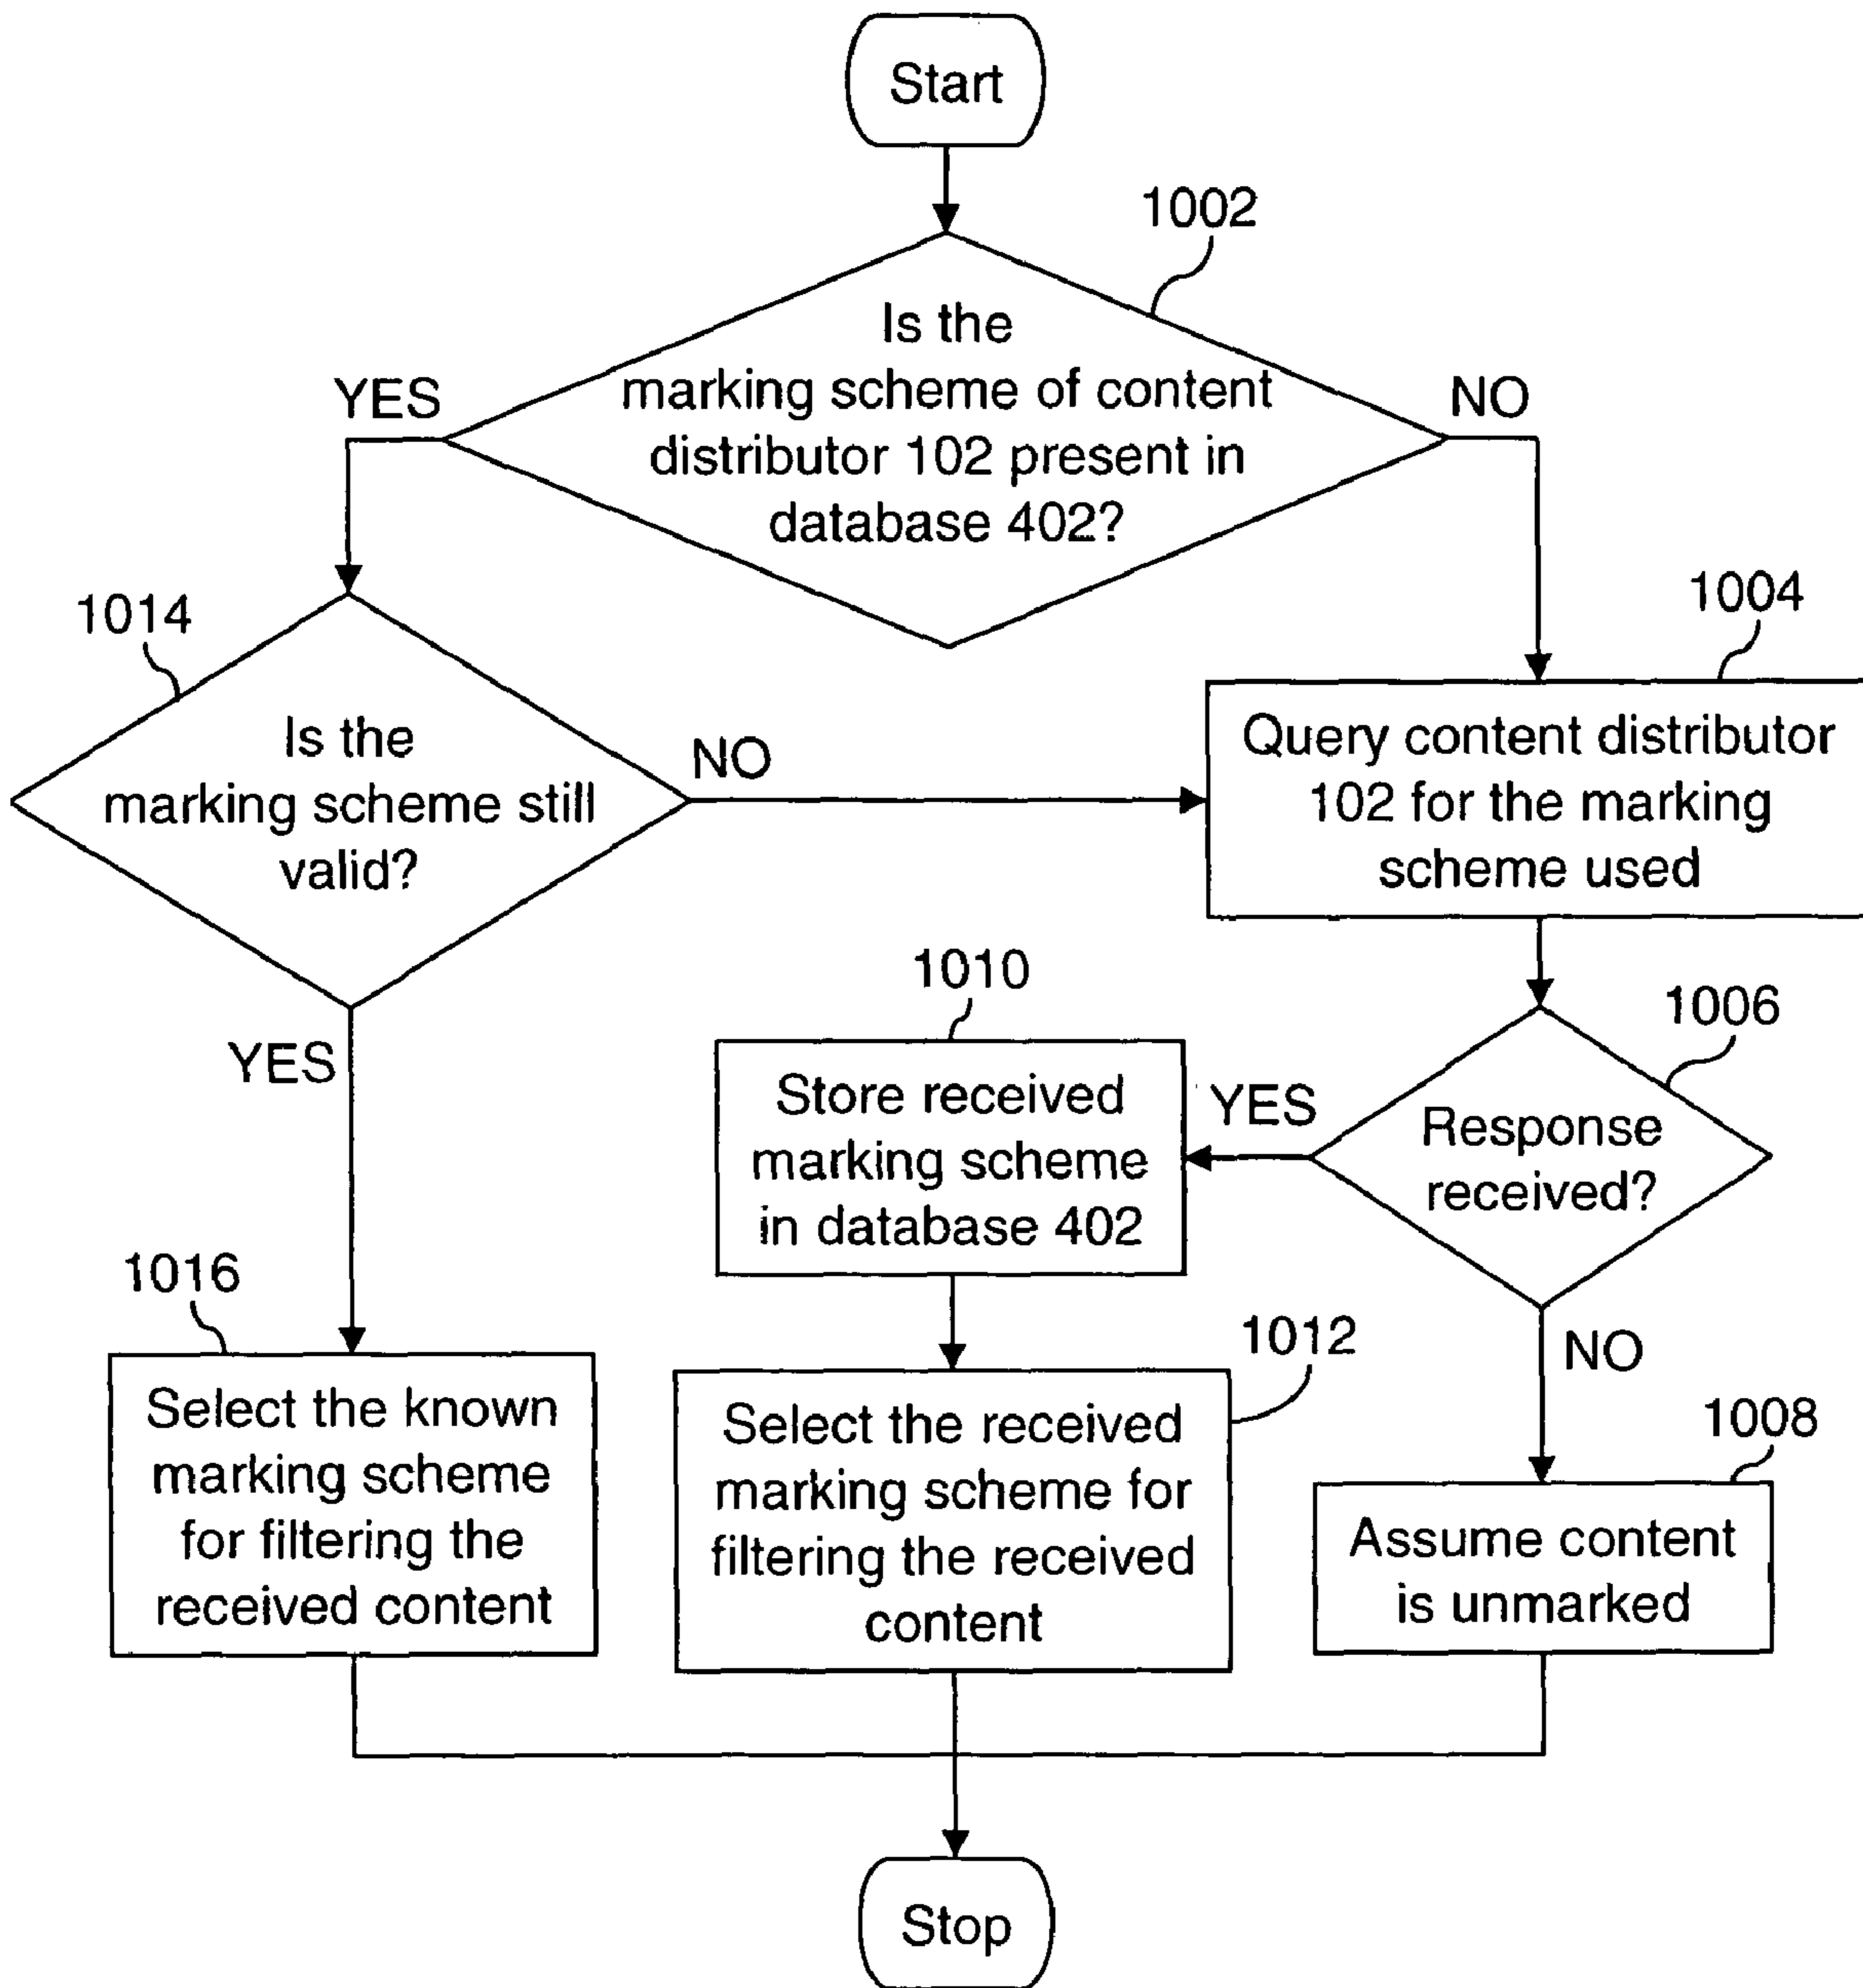 Start
1002
Is the
marking scheme of content
distributor 102 present in
database 402?
YES
NO
1014
Is the
marking scheme still
valid?
NO
YES
1004
Query content distributor
102 for the marking
scheme used
1006
Response
received?
YES
NO
1010
Store received
marking scheme
in database 402
1016
Select the known
marking scheme
for filtering the
received content
1012
Select the received
marking scheme for
filtering the received
content
1008
Assume content
is unmarked
Stop